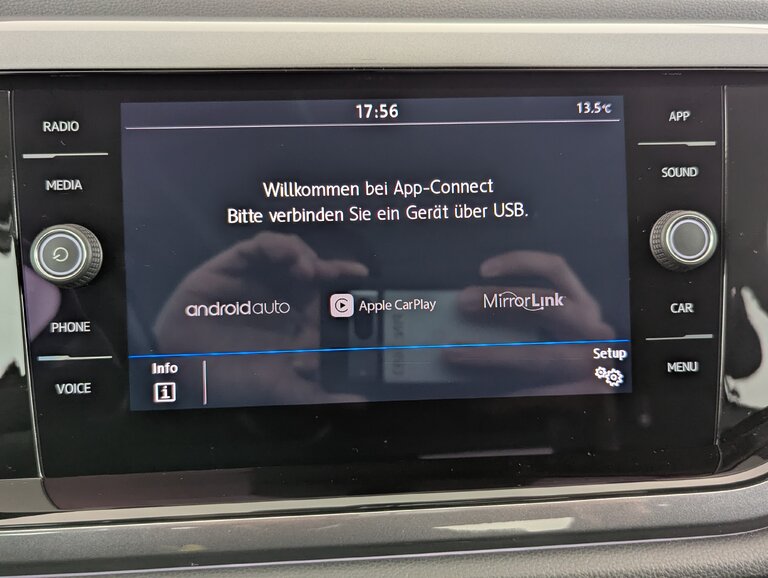 17:56
13.5°C
RADIO
MEDIA
PHONE
VOICE
Willkommen bei App-Connect
Bitte verbinden Sie ein Gerät über USB.
androidauto
Apple CarPlay
MirrorLink
Info
Setup
APP
SOUND
CAR
MENU